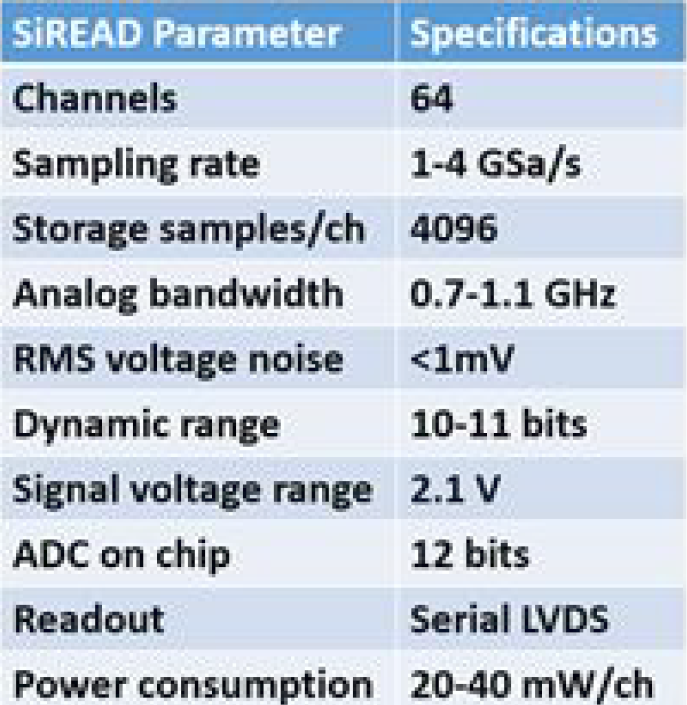 SiREAD Parameter Specifications
Channels 64
Sampling rate 1-4 GSa/s
Storage samples/ch 4096
Analog bandwidth 0.7-1.1 GHz
RMS voltage noise <1mV
Dynamic range 10-11 bits
Signal voltage range 2.1 V
ADC on chip 12 bits
Readout Serial LVDS
Power consumption 20-40 mW/ch